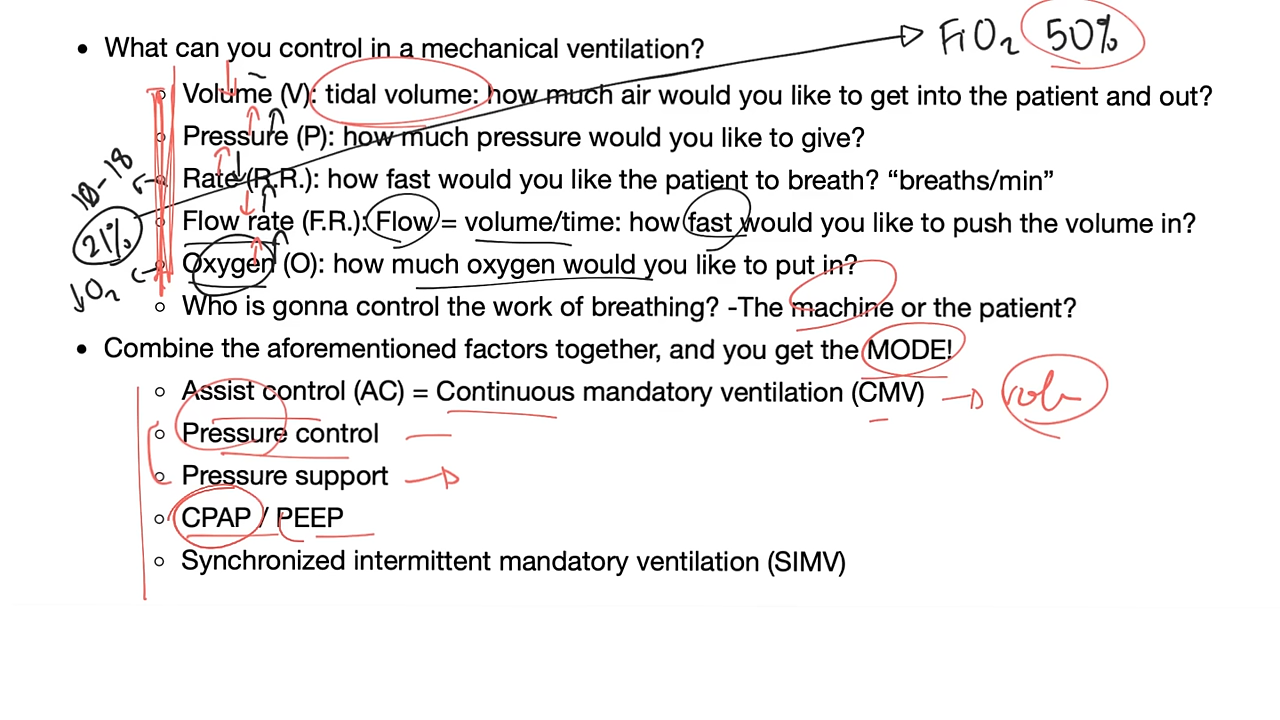 FiO2 50%
• What can you control in a mechanical ventilation?
◦ Volume (V): tidal volume: how much air would you like to get into the patient and out?
◦ Pressure (P): how much pressure would you like to give?
◦ Rate (R.R.): how fast would you like the patient to breath? “breaths/min”
18-18
◦ Flow rate (F.R.): Flow = volume/time: how fast would you like to push the volume in?
21%
◦ Oxygen (O): how much oxygen would you like to put in?
↓O2
◦ Who is gonna control the work of breathing? -The machine or the patient?
• Combine the aforementioned factors together, and you get the MODE!
◦ Assist control (AC) = Continuous mandatory ventilation (CMV) →
◦ Pressure control
◦ Pressure support →
◦ CPAP / PEEP
◦ Synchronized intermittent mandatory ventilation (SIMV)